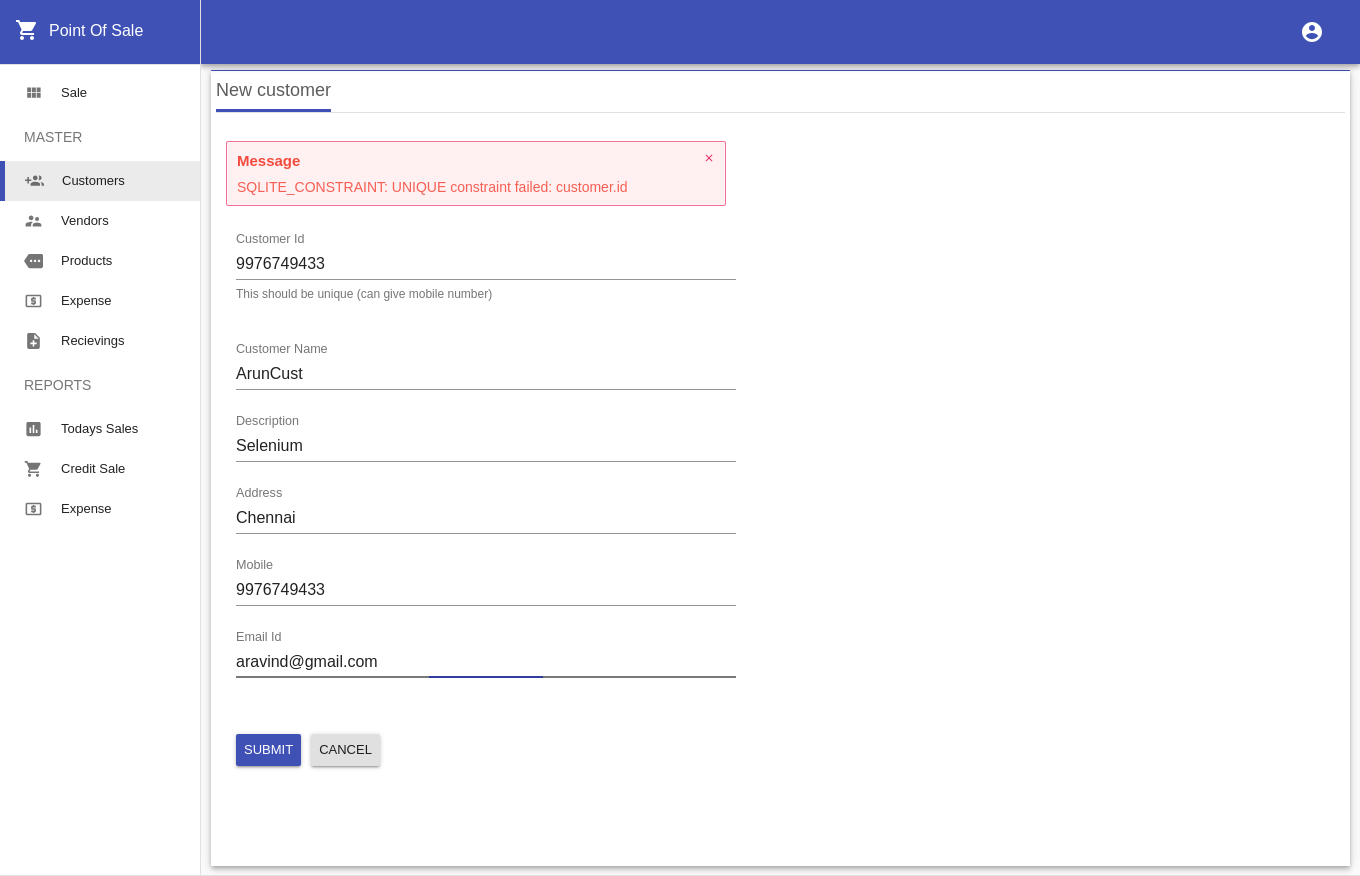 Point Of Sale
Sale
MASTER
Customers
Vendors
Products
Expense
Recievings
REPORTS
Todays Sales
Credit Sale
Expense
New customer
Message
×
SQLITE_CONSTRAINT: UNIQUE constraint failed: customer.id
Customer Id
9976749433
This should be unique (can give mobile number)
Customer Name
ArunCust
Description
Selenium
Address
Chennai
Mobile
9976749433
Email Id
aravind@gmail.com
SUBMIT CANCEL